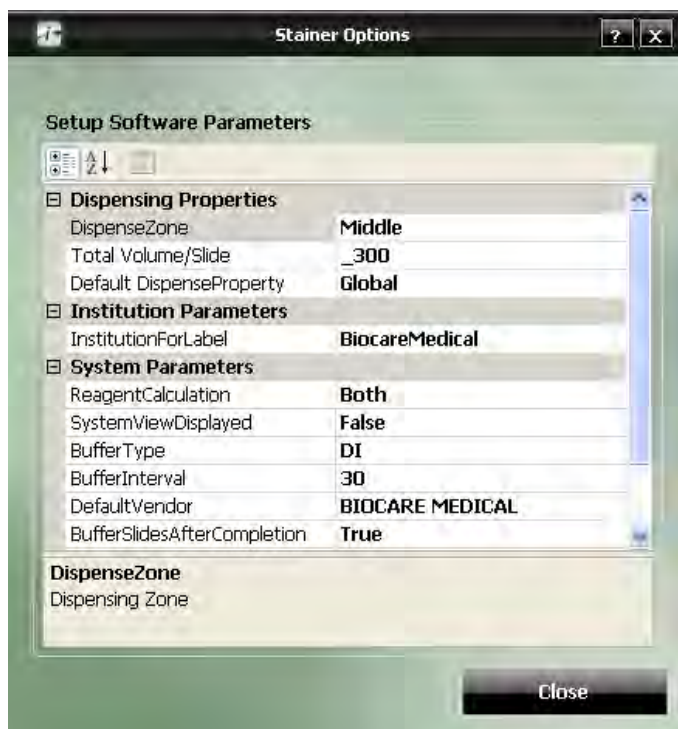 Stainer Options
? X
Setup Software Parameters
A Z
Dispensing Properties
DispenseZone Middle
Total Volume/Slide _300
Default DispenseProperty Global
Institution Parameters
InstitutionForLabel BiocareMedical
System Parameters
ReagentCalculation Both
SystemViewDisplayed False
BufferType DI
BufferInterval 30
DefaultVendor BIOCARE MEDICAL
BufferSlidesAfterCompletion True
DispenseZone
Dispensing Zone
Close